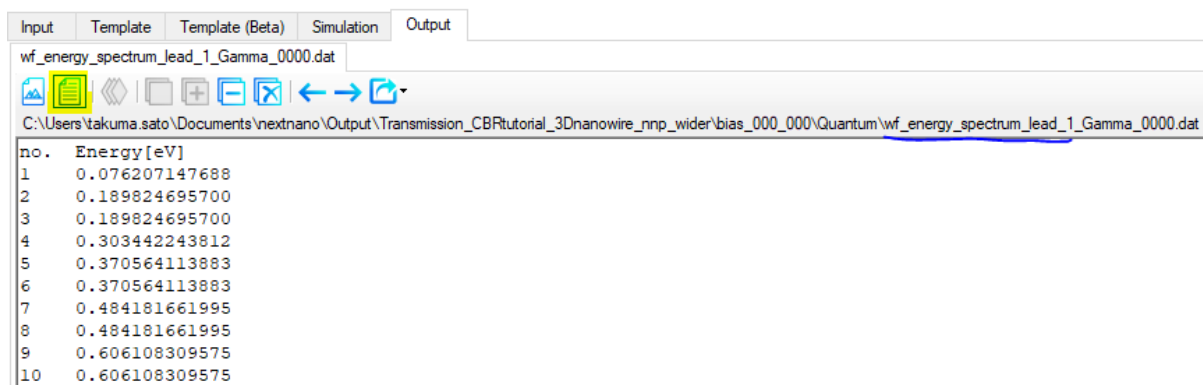 Input Template Template (Beta) Simulation Output
wf_energy_spectrum_lead_1_Gamma_0000.dat
C:\Users\takuma.sato\Documents\nextnano\Output\Transmission_CBRtutorial_3Dnanowire_nnp_wider\bias_000_000\Quantum\wf_energy_spectrum_lead_1_Gamma_0000.dat
no. Energy[eV]
1 0.076207147688
2 0.189824695700
3 0.189824695700
4 0.303442243812
5 0.370564113883
6 0.370564113883
7 0.484181661995
8 0.484181661995
9 0.606108309575
10 0.606108309575